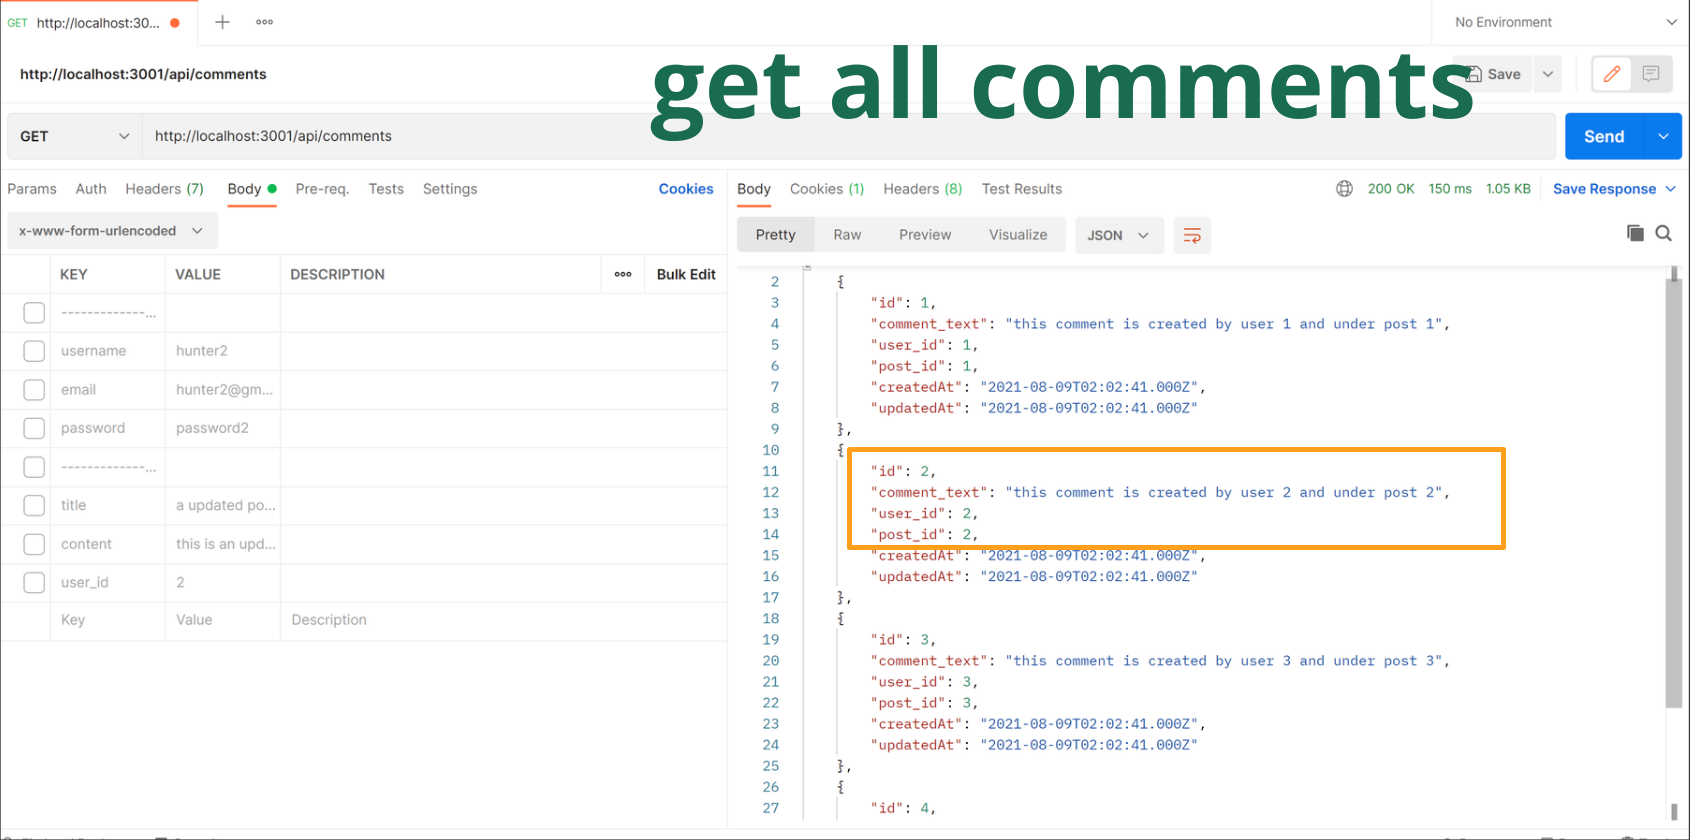 GET http://localhost:30...
No Environment
http://localhost:3001/api/comments
get all comments
Save
GET
http://localhost:3001/api/comments
Send
Params Auth Headers (7) Body Pre-req. Tests Settings Cookies
Body Cookies (1) Headers (8) Test Results
200 OK 150 ms 1.05 KB Save Response
x-www-form-urlencoded
Pretty Raw Preview Visualize JSON
KEY VALUE DESCRIPTION Bulk Edit
-------------...
username hunter2
email hunter2@gm...
password password2
-------------...
title a updated po...
content this is an upd...
user_id 2
Key Value Description
2 {
3 "id": 1,
4 "comment_text": "this comment is created by user 1 and under post 1",
5 "user_id": 1,
6 "post_id": 1,
7 "createdAt": "2021-08-09T02:02:41.000Z",
8 "updatedAt": "2021-08-09T02:02:41.000Z"
9 },
10 {
11 "id": 2,
12 "comment_text": "this comment is created by user 2 and under post 2",
13 "user_id": 2,
14 "post_id": 2,
15 "createdAt": "2021-08-09T02:02:41.000Z",
16 "updatedAt": "2021-08-09T02:02:41.000Z"
17 },
18 {
19 "id": 3,
20 "comment_text": "this comment is created by user 3 and under post 3",
21 "user_id": 3,
22 "post_id": 3,
23 "createdAt": "2021-08-09T02:02:41.000Z",
24 "updatedAt": "2021-08-09T02:02:41.000Z"
25 },
26 {
27 "id": 4,